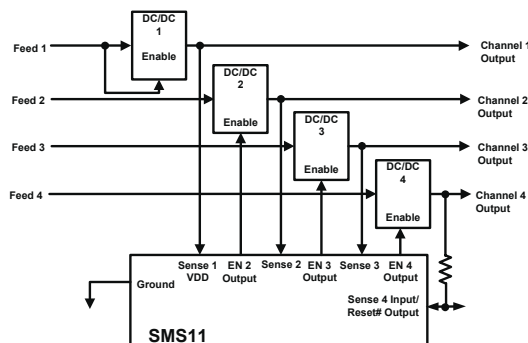 DC/DC
1
Enable
Feed 1
Channel 1
Output
DC/DC
2
Enable
Feed 2
Channel 2
Output
DC/DC
3
Enable
Feed 3
Channel 3
Output
DC/DC
4
Enable
Feed 4
Channel 4
Output
Ground
Sense 1
VDD
EN 2
Output
Sense 2
EN 3
Output
Sense 3
EN 4
Output
Sense 4 Input/
Reset# Output
SMS11